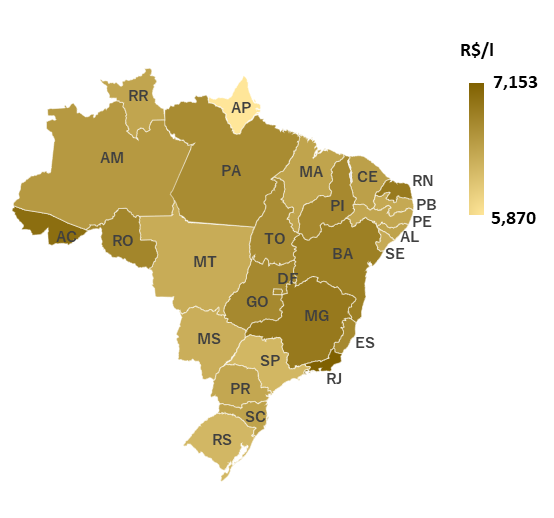 R$/l
7,153
5,870
RR
AP
AM
PA
MA
CE
RN
PI
PB
PE
AL
SE
AC
RO
TO
BA
MT
DF
GO
MG
MS
ES
SP
RJ
PR
SC
RS